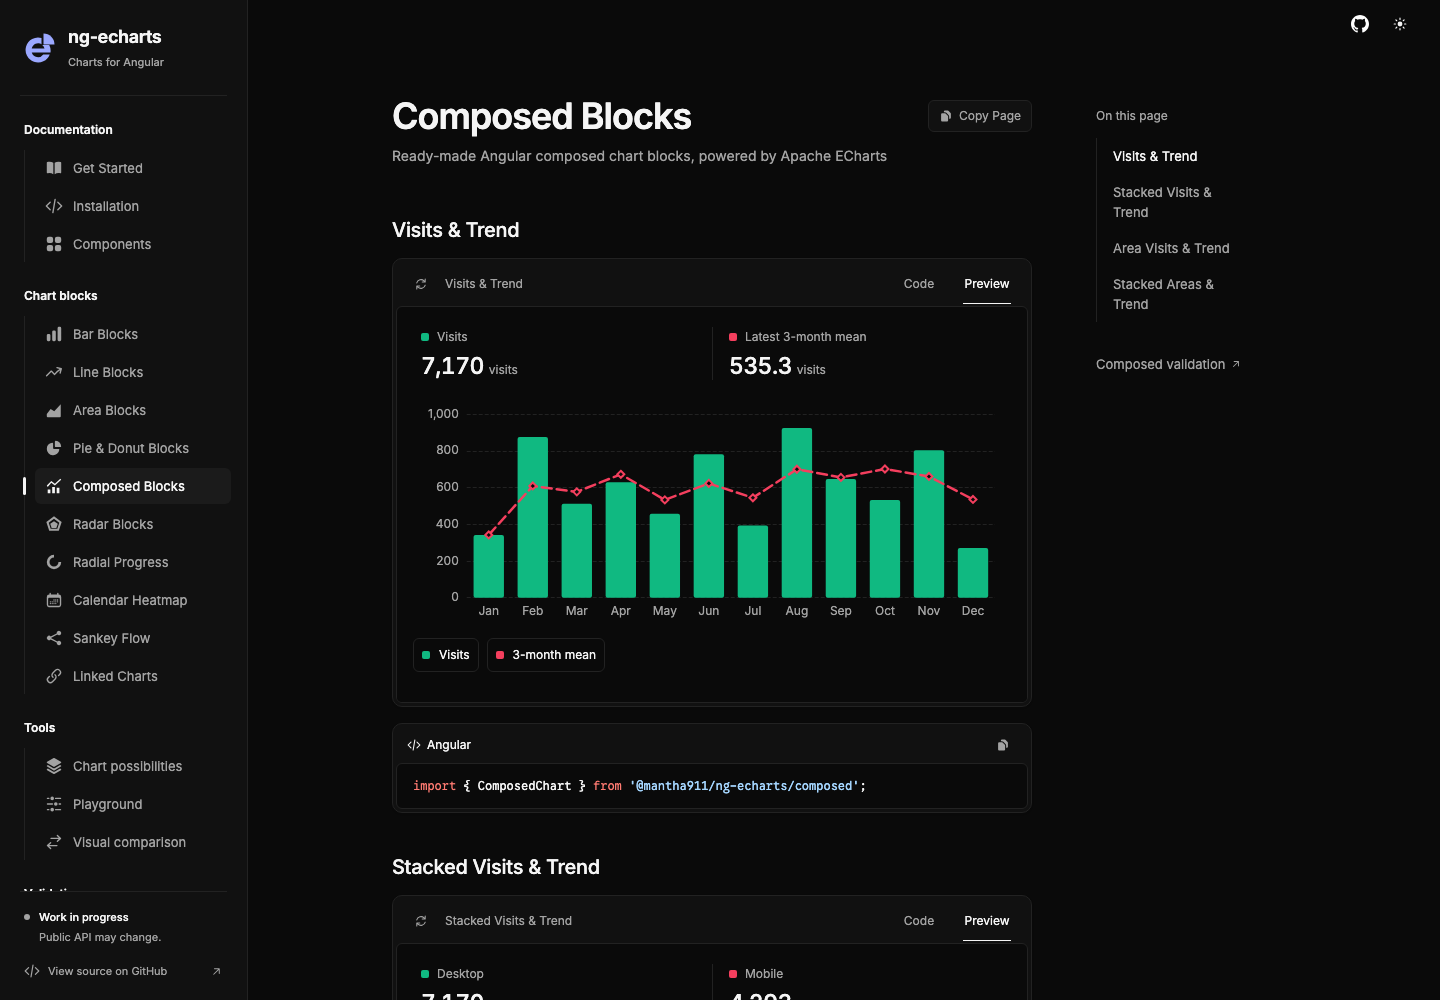 ng-echarts
Charts for Angular
Documentation
Get Started
Installation
Components
Chart blocks
Bar Blocks
Line Blocks
Area Blocks
Pie & Donut Blocks
Composed Blocks
Radar Blocks
Radial Progress
Calendar Heatmap
Sankey Flow
Linked Charts
Tools
Chart possibilities
Playground
Visual comparison
Work in progress
Public API may change.
View source on GitHub
Composed Blocks
Copy Page
Ready-made Angular composed chart blocks, powered by Apache ECharts
Visits & Trend
Visits & Trend
Code Preview
Visits
7,170 visits
Latest 3-month mean
535.3 visits
1,000
800
600
400
200
0
Jan Feb Mar Apr May Jun Jul Aug Sep Oct Nov Dec
Visits 3-month mean
Angular
import { ComposedChart } from '@mantha911/ng-echarts/composed';
Stacked Visits & Trend
Stacked Visits & Trend
Code Preview
Desktop
7,170
Mobile
4,293
On this page
Visits & Trend
Stacked Visits &
Trend
Area Visits & Trend
Stacked Areas &
Trend
Composed validation